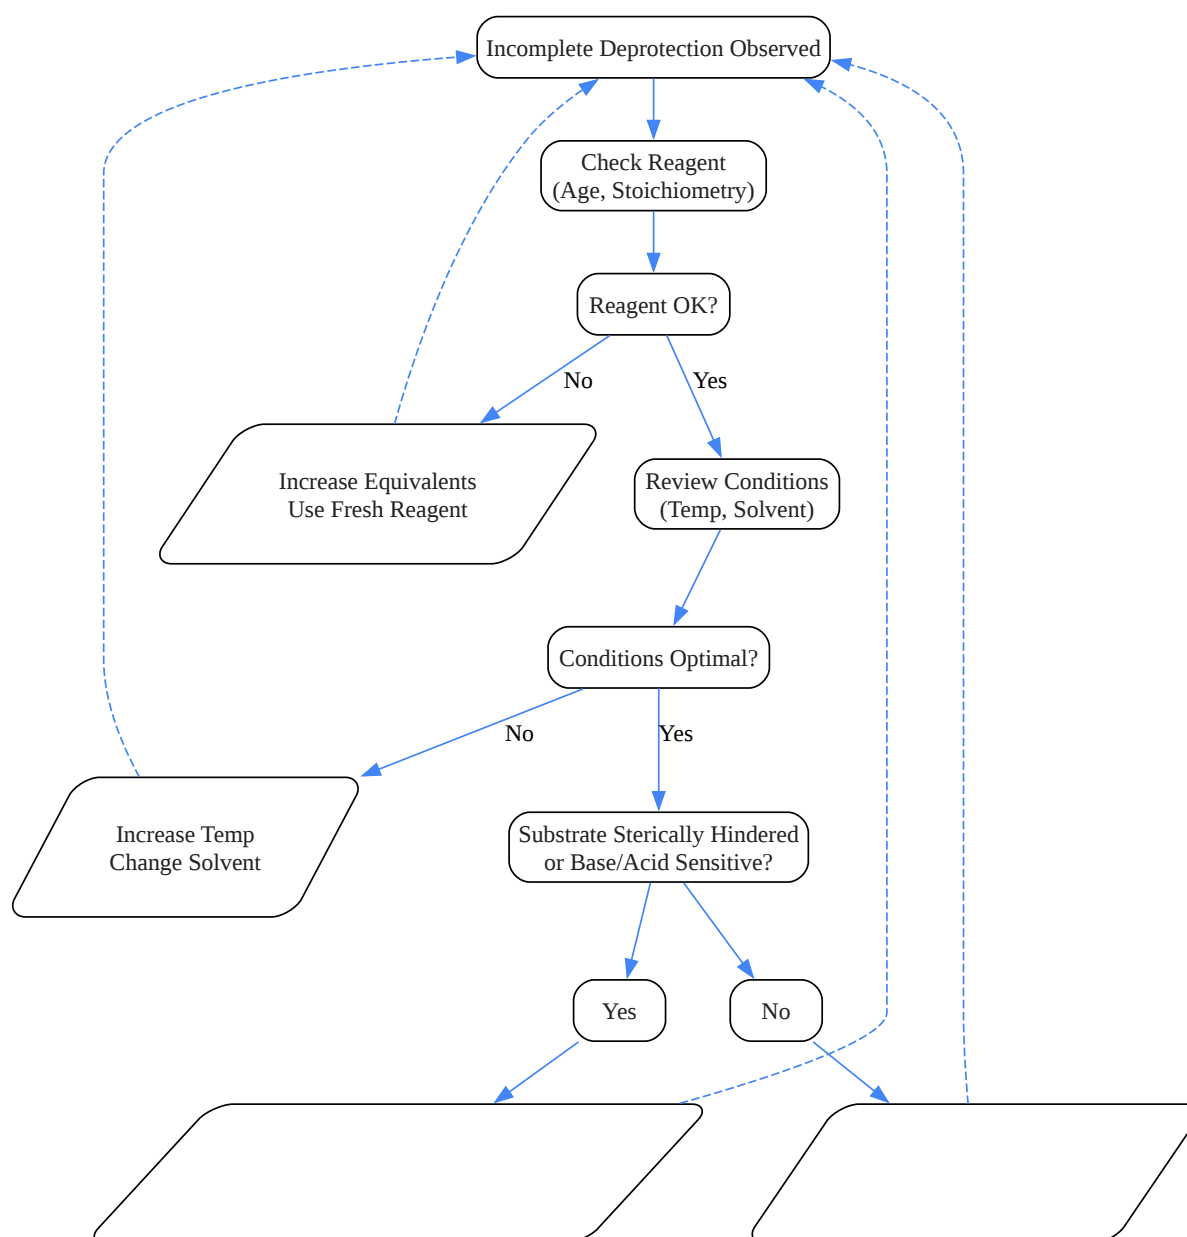 Incomplete Deprotection Observed
Check Reagent
(Age, Stoichiometry)
Reagent OK?
No
Yes
Increase Equivalents
Use Fresh Reagent
Review Conditions
(Temp, Solvent)
Conditions Optimal?
No
Yes
Increase Temp
Change Solvent
Substrate Sterically Hindered
or Base/Acid Sensitive?
Yes
No